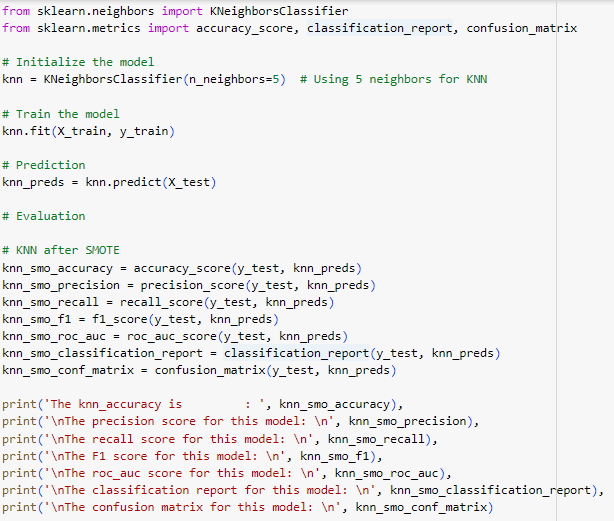 from sklearn.neighbors import KNeighborsClassifier
from sklearn.metrics import accuracy_score, classification_report, confusion_matrix
# Initialize the model
knn = KNeighborsClassifier(n_neighbors=5)  # Using 5 neighbors for KNN
# Train the model
knn.fit(X_train, y_train)
# Prediction
knn_preds = knn.predict(X_test)
# Evaluation
# KNN after SMOTE
knn_smo_accuracy = accuracy_score(y_test, knn_preds)
knn_smo_precision = precision_score(y_test, knn_preds)
knn_smo_recall = recall_score(y_test, knn_preds)
knn_smo_f1 = f1_score(y_test, knn_preds)
knn_smo_roc_auc = roc_auc_score(y_test, knn_preds)
knn_smo_classification_report = classification_report(y_test, knn_preds)
knn_smo_conf_matrix = confusion_matrix(y_test, knn_preds)
print('The knn_accuracy is         : ', knn_smo_accuracy),
print('\nThe precision score for this model: \n', knn_smo_precision),
print('\nThe recall score for this model: \n', knn_smo_recall),
print('\nThe F1 score for this model: \n', knn_smo_f1),
print('\nThe roc_auc score for this model: \n', knn_smo_roc_auc),
print('\nThe classification report for this model: \n', knn_smo_classification_report),
print('\nThe confusion matrix for this model: \n', knn_smo_conf_matrix)